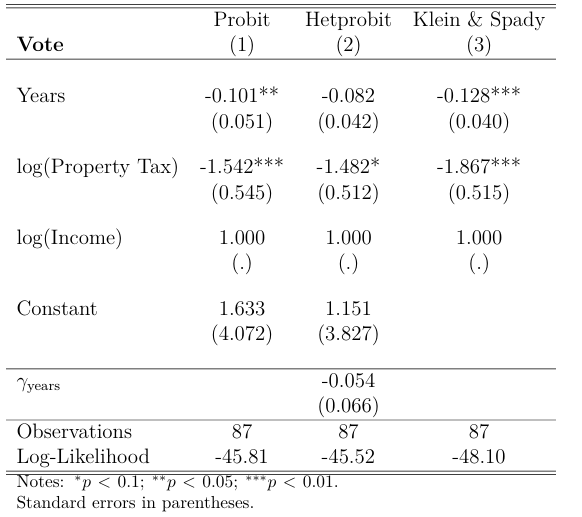 Probit Hetprobit Klein & Spady
Vote (1) (2) (3)
Years -0.101** -0.082 -0.128***
(0.051) (0.042) (0.040)
log(Property Tax) -1.542*** -1.482* -1.867***
(0.545) (0.512) (0.515)
log(Income) 1.000 1.000 1.000
(.) (.) (.)
Constant 1.633 1.151
(4.072) (3.827)
γyears -0.054
(0.066)
Observations 87 87 87
Log-Likelihood -45.81 -45.52 -48.10
Notes: *p < 0.1; **p < 0.05; ***p < 0.01.
Standard errors in parentheses.